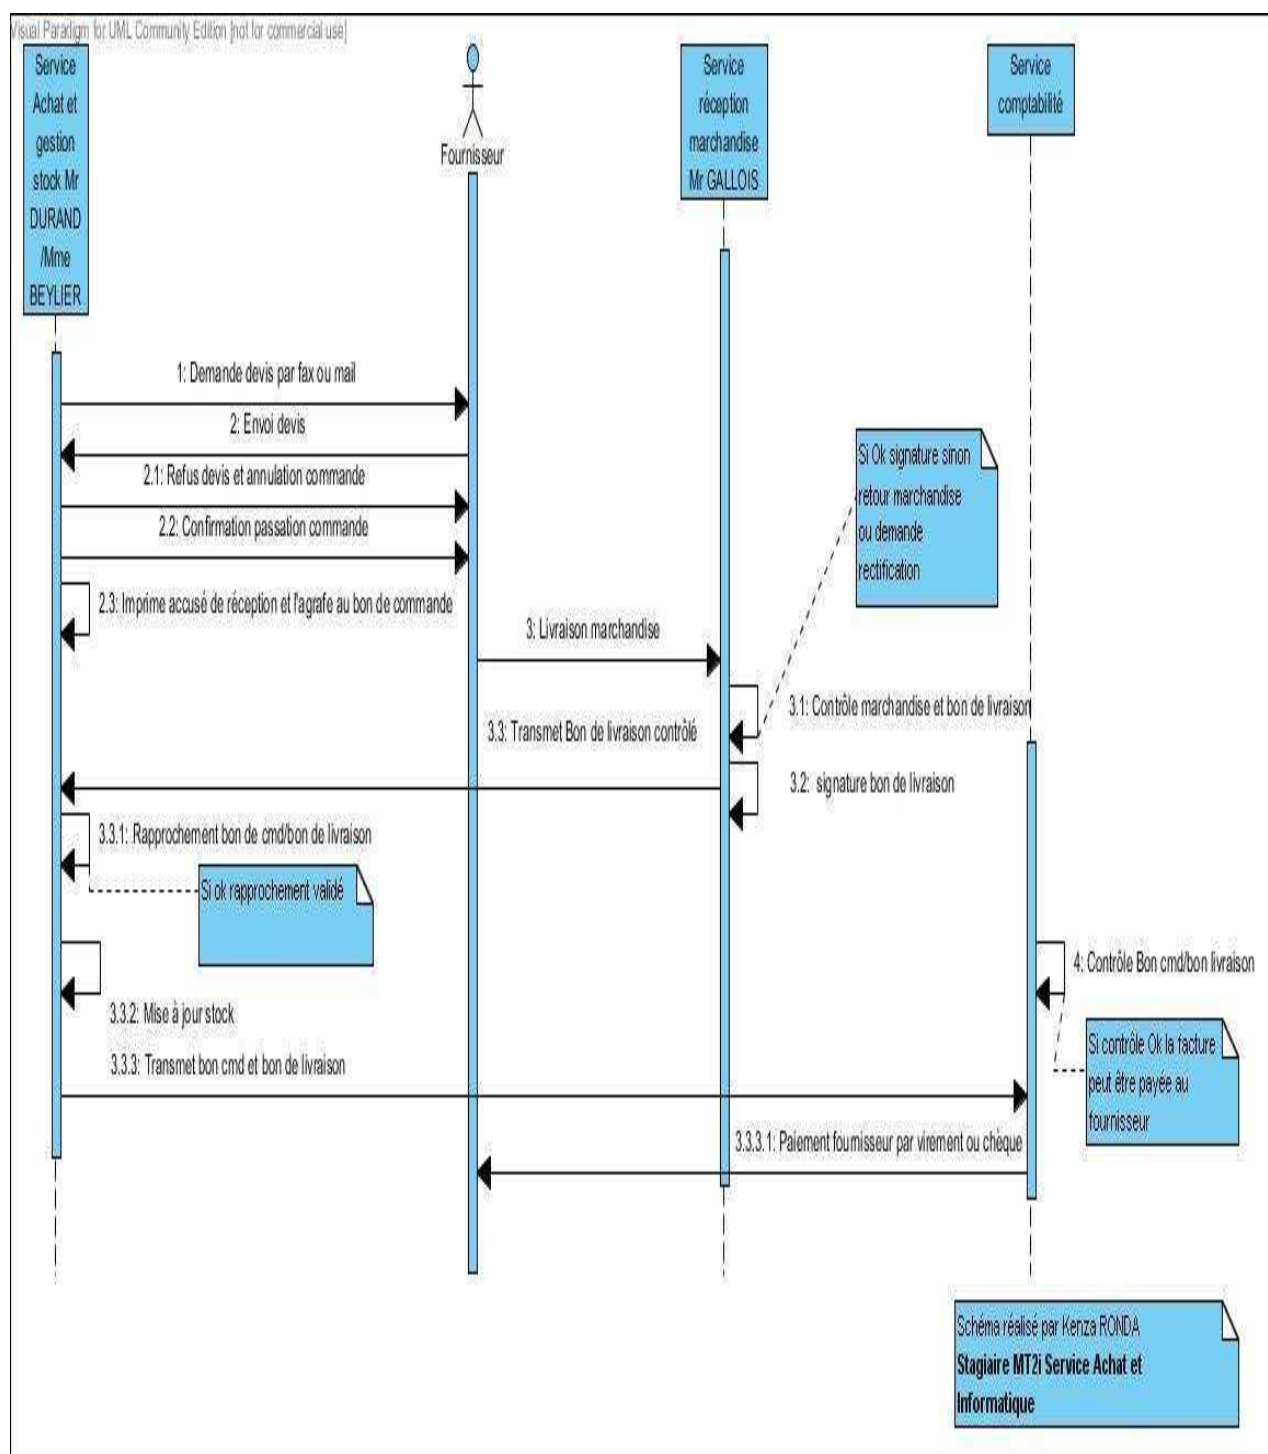 Visual Paradigm for UML Community Edition [not for commercial use]
Service
Achat et
gestion
stock Mr
DURAND
/Mme
BEYLIER
Fournisseur
Service
réception
marchandise
Mr GALLOIS
Service
comptabilité
1: Demande devis par fax ou mail
2: Envoi devis
2.1: Refus devis et annulation commande
2.2: Confirmation passation commande
Si Ok signature sinon
retour marchandise
ou demande
rectification
2.3: Imprime accusé de réception et l'agrafe au bon de commande
3: Livraison marchandise
3.1: Contrôle marchandise et bon de livraison
3.3: Transmet Bon de livraison contrôlé
3.2: signature bon de livraison
3.3.1: Rapprochement bon de cmd/bon de livraison
Si ok rapprochement validé
4: Contrôle Bon cmd/bon livraison
3.3.2: Mise à jour stock
Si contrôle Ok la facture
peut être payée au
fournisseur
3.3.3: Transmet bon cmd et bon de livraison
3.3.3.1: Paiement fournisseur par virement ou chèque
Schéma réalisé par Kenza RONDA
Stagiaire MT2i Service Achat et
Informatique